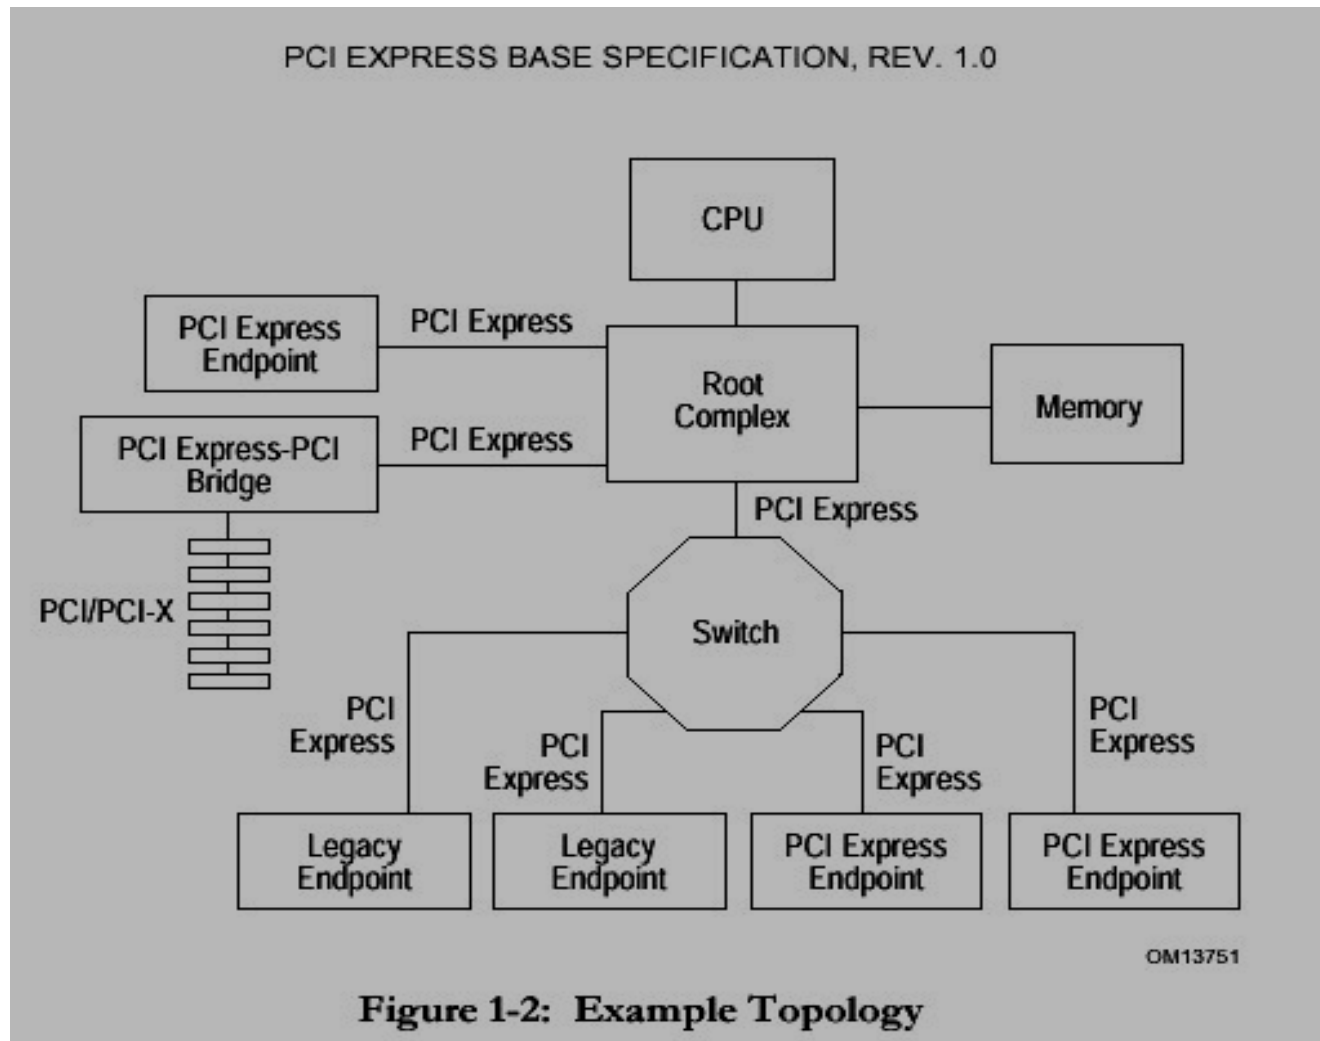 PCI EXPRESS BASE SPECIFICATION, REV. 1.0
CPU
PCI Express
Endpoint
PCI Express
Root
Complex
Memory
PCI Express-PCI
Bridge
PCI Express
PCI Express
PCI/PCI-X
Switch
PCI
Express
PCI
Express
PCI
Express
PCI
Express
Legacy
Endpoint
Legacy
Endpoint
PCI Express
Endpoint
PCI Express
Endpoint
OM13751
Figure 1-2: Example Topology